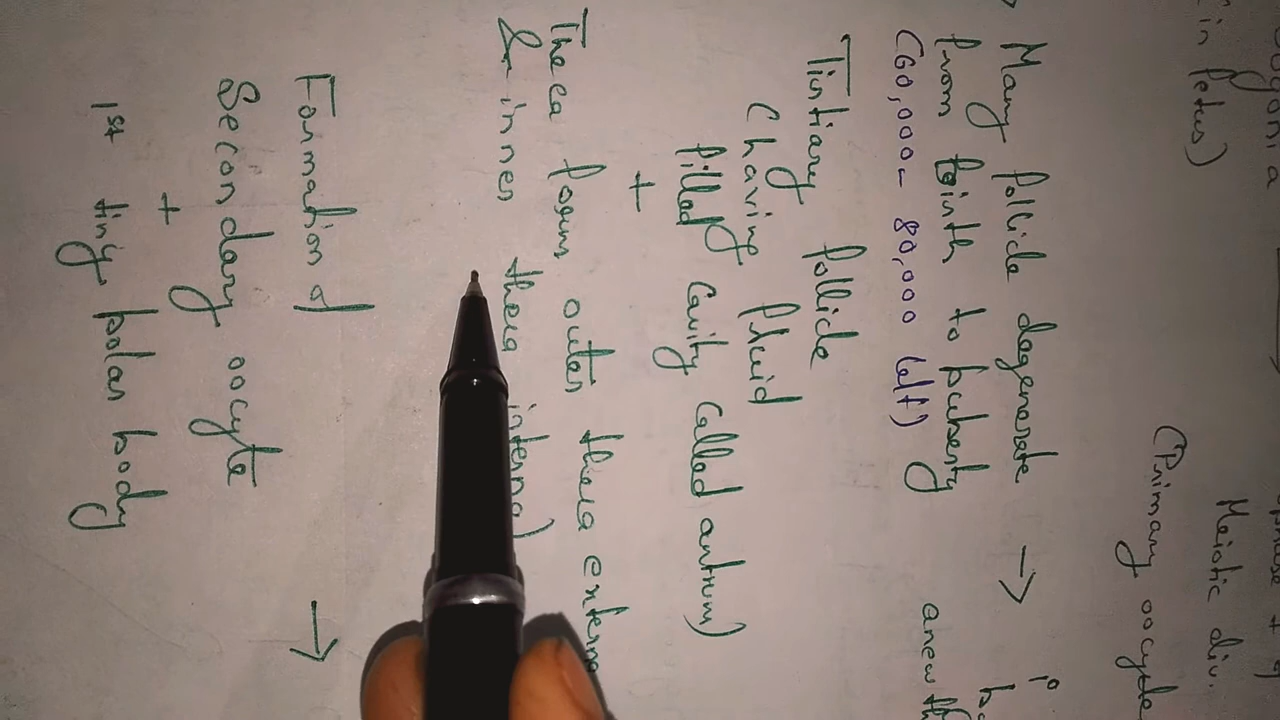 (in fetus)
Meiotic div.
(Primary oocyte
Many follicle degenerate →
from birth to puberty
(60,000- 80,000 left)
Tirtiary follicle
(having fluid
filled cavity called antrum)
+
Theca forms outer theca externa
& inner theca interna)
Formation of →
Secondary oocyte
+
1st tiny polar body